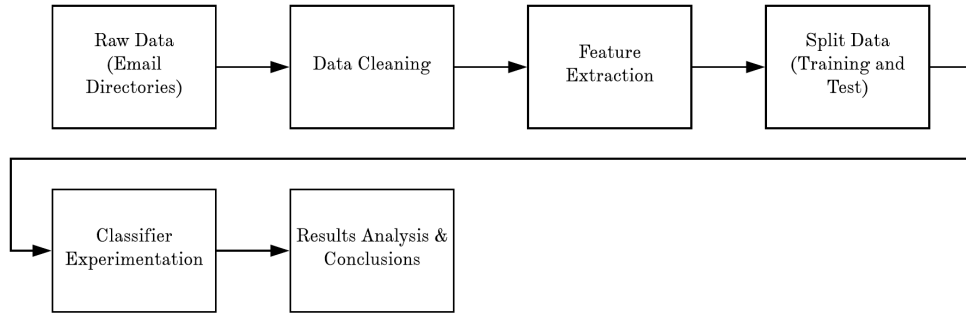 Raw Data
(Email
Directories)
Data Cleaning
Feature
Extraction
Split Data
(Training and
Test)
Classifier
Experimentation
Results Analysis &
Conclusions